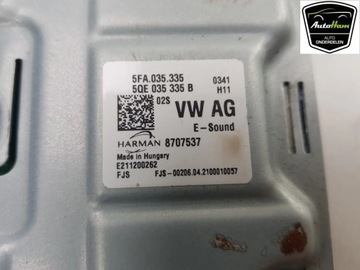 AutoHam
AUTO
ONDERDELEN
5FA.035.335
5QE 035 335 B
0341
H11
02S
VW AG
E-Sound
HARMAN 8707537
Made in Hungary
E211200262
FJS FJS-00206.04.2100010057